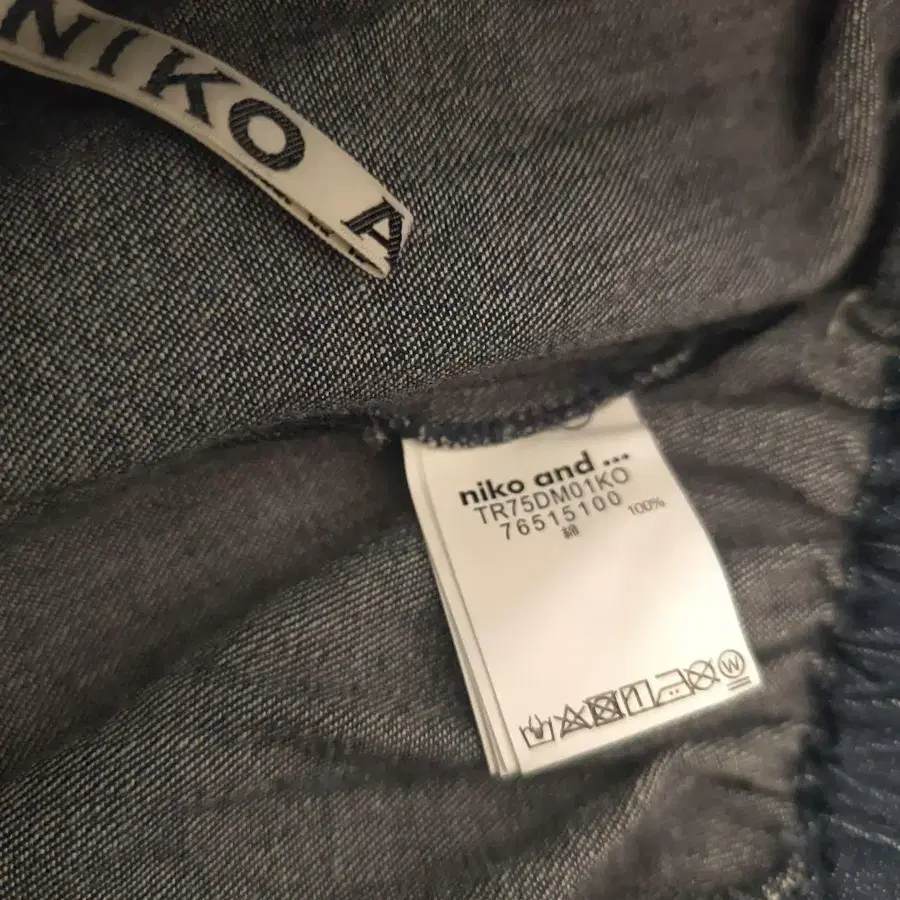 NIKO A
niko and ...
TR75DM01KO
76515100
綿 100%
W